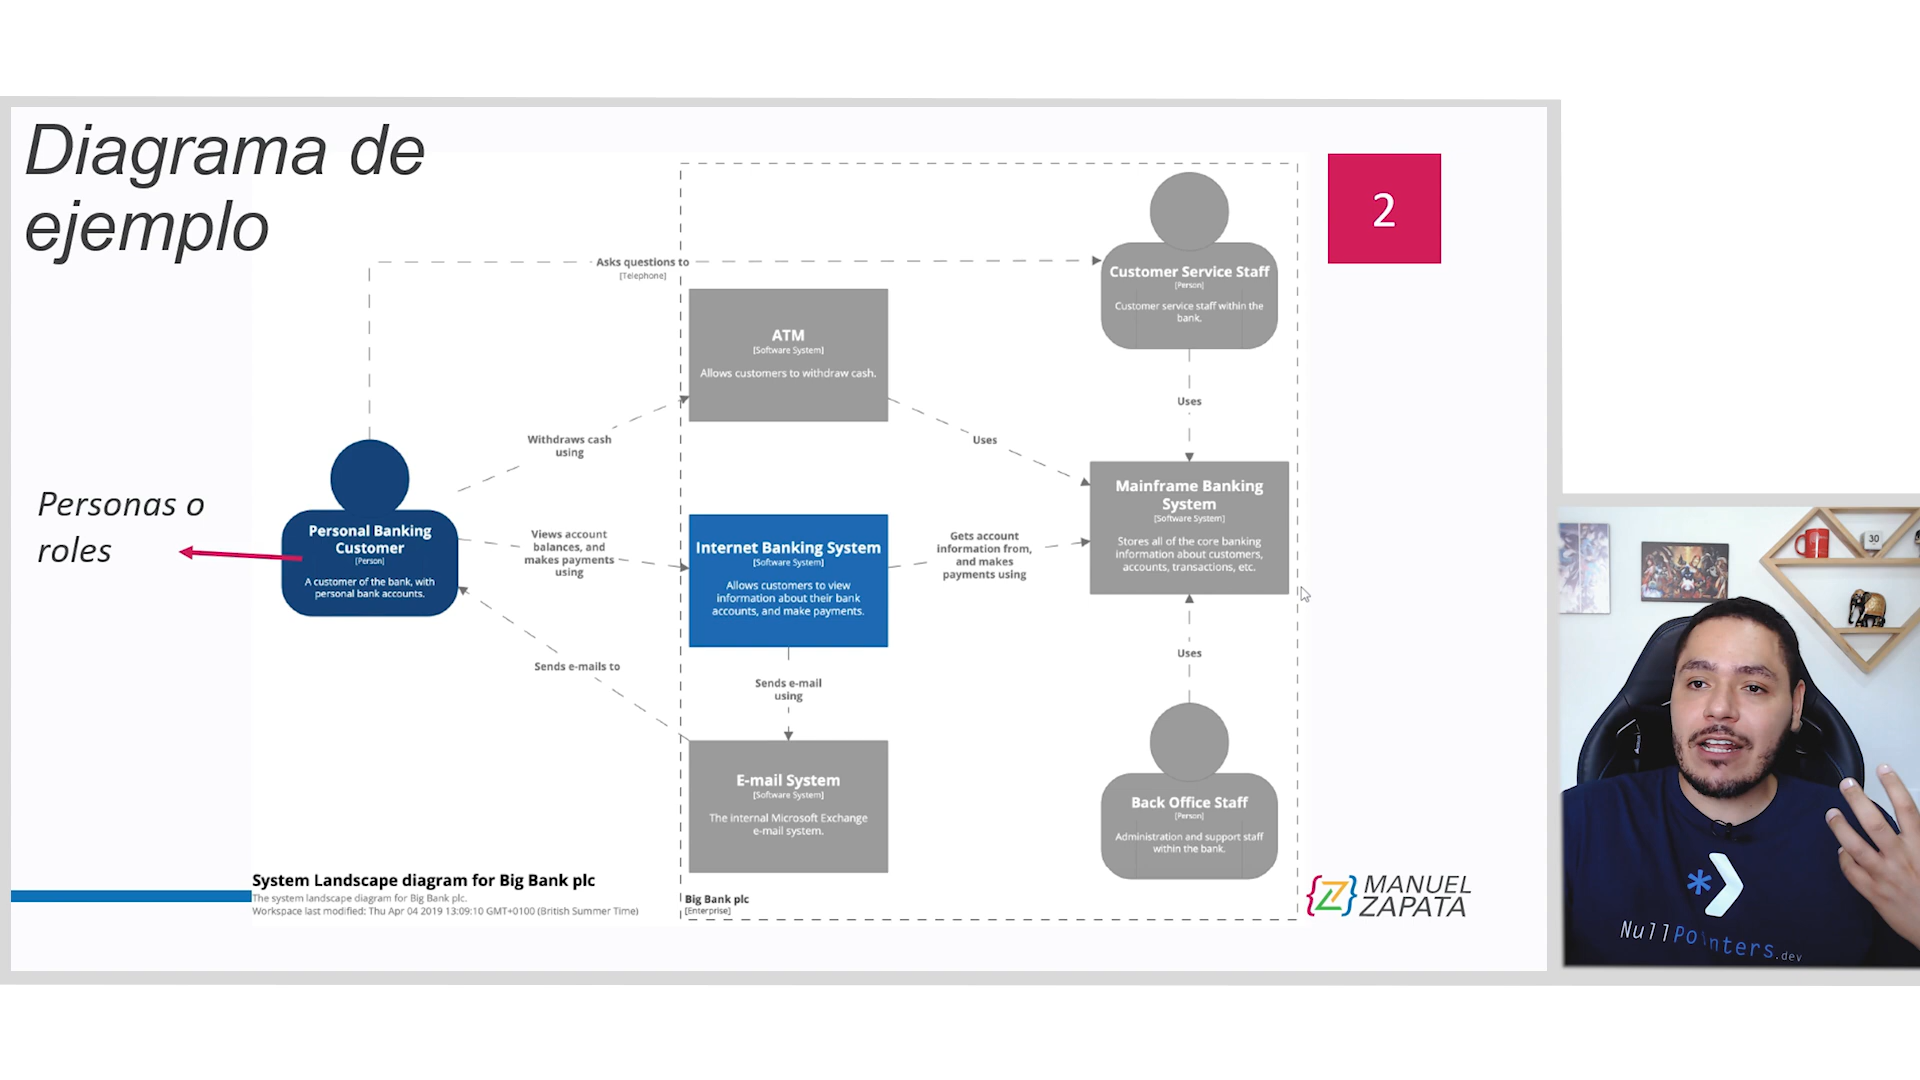 Diagrama de
ejemplo
2
Personas o
roles
Asks questions to
[Telephone]
Customer Service Staff
[Person]
Customer service staff within the
bank.
ATM
[Software System]
Allows customers to withdraw cash.
Withdraws cash
using
Uses
Uses
Personal Banking
Customer
[Person]
A customer of the bank, with
personal bank accounts.
Views account
balances, and
makes payments
using
Internet Banking System
[Software System]
Allows customers to view
information about their bank
accounts, and make payments.
Gets account
information from,
and makes
payments using
Mainframe Banking
System
[Software System]
Stores all of the core banking
information about customers,
accounts, transactions, etc.
Sends e-mails to
Sends e-mail
using
Uses
E-mail System
[Software System]
The internal Microsoft Exchange
e-mail system.
Back Office Staff
[Person]
Administration and support staff
within the bank.
System Landscape diagram for Big Bank plc
The system landscape diagram for Big Bank plc.
Workspace last modified: Thu Apr 04 2019 13:09:10 GMT+0100 (British Summer Time)
Big Bank plc
[Enterprise]
MANUEL
ZAPATA
30
NullPointers.dev